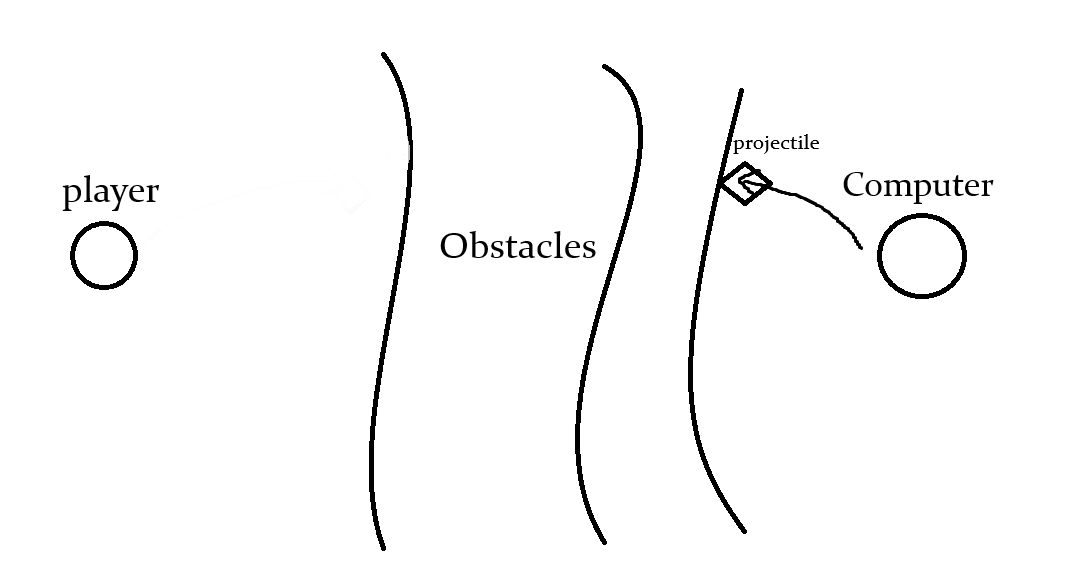 projectile
player
Computer
Obstacles